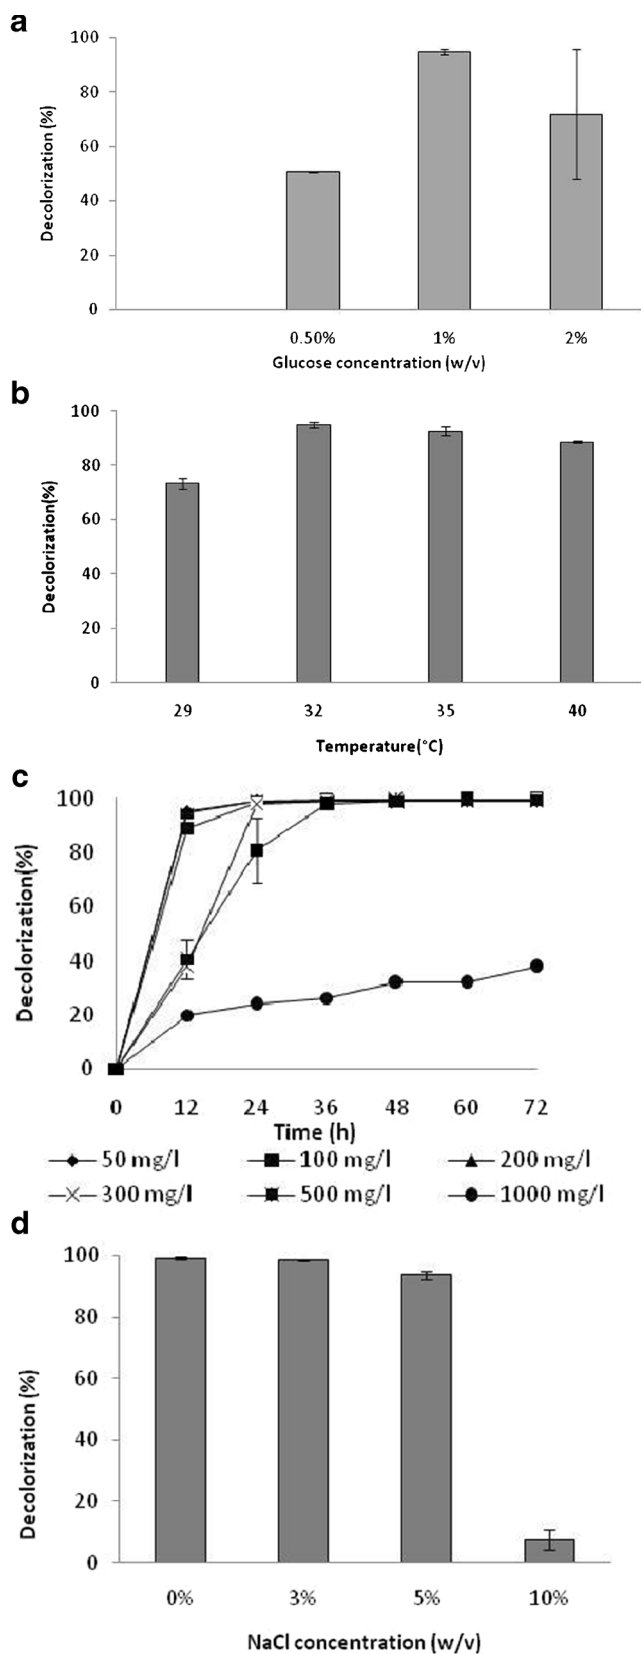 a
100
80
60
40
20
0
Decolorization (%)
0.50% 1% 2%
Glucose concentration (w/v)
b
100
80
60
40
20
0
Decolorization(%)
29 32 35 40
Temperature(°C)
c
100
80
60
40
20
0
Decolorization(%)
0 12 24 36 48 60 72
Time (h)
50 mg/l 100 mg/l 200 mg/l
300 mg/l 500 mg/l 1000 mg/l
d
100
80
60
40
20
0
Decolorization (%)
0% 3% 5% 10%
NaCl concentration (w/v)